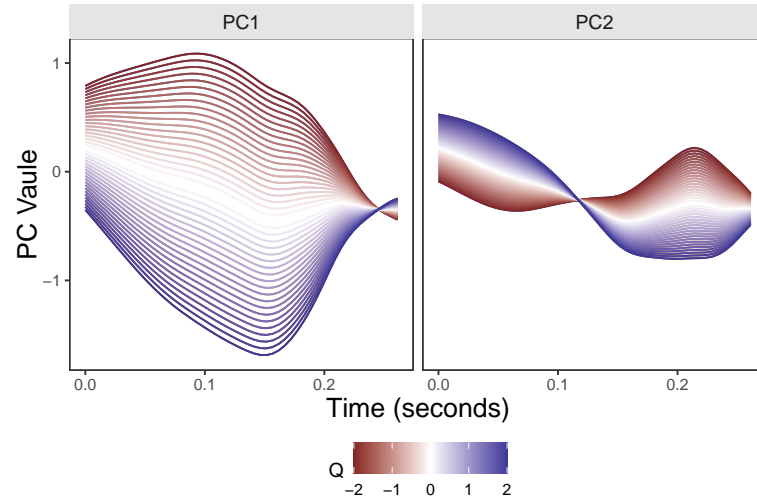 PC1 PC2
1
0
−1
PC Vaule
0.0 0.1 0.2 0.0 0.1 0.2
Time (seconds)
Q
−2 −1 0 1 2